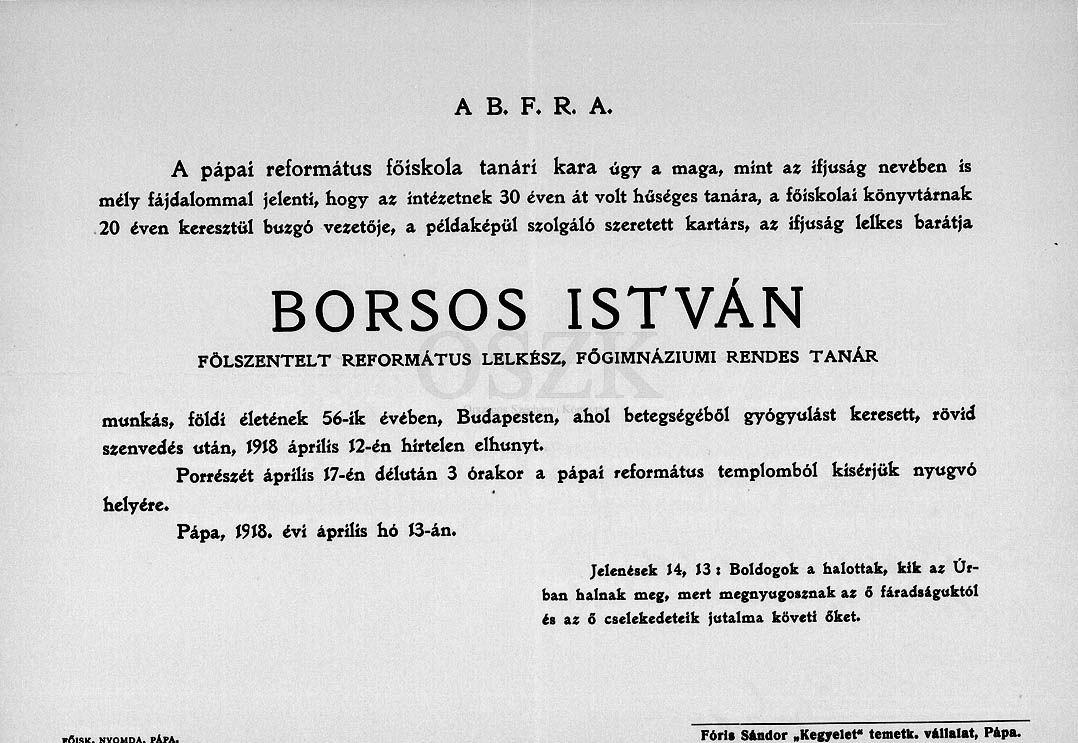 A B. F. R. A.
A pápai református főiskola tanári kara úgy a maga, mint az ifjuság nevében is
mély fájdalommal jelenti, hogy az intézetnek 30 éven át volt hűséges tanára, a főiskolai könyvtárnak
20 éven keresztül buzgó vezetője, a példaképül szolgáló szeretett kartárs, az ifjuság lelkes barátja
BORSOS ISTVÁN
OSZK
FÖLSZENTELT REFORMÁTUS LELKÉSZ, FŐGIMNÁZIUMI RENDES TANÁR
munkás, földi életének 56-ik évében, Budapesten, ahol betegségéből gyógyulást keresett, rövid
szenvedés után, 1918 április 12-én hirtelen elhunyt.
Porrészét április 17-én délután 3 órakor a pápai református templomból kisérjük nyugvó
helyére.
Pápa, 1918. évi április hó 13-án.
Jelenések 14, 13: Boldogok a halottak, kik az Úr-
ban halnak meg, mert megnyugosznak az ő fáradságuktól
és az ő cselekedeteik jutalma követi őket.
FŐISK. NYOMDA, PÁPA.
Fóris Sándor „Kegyelet" temetk. vállalat, Pápa.